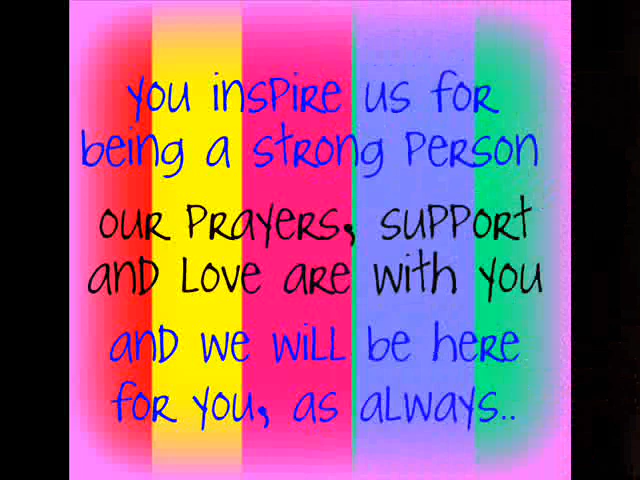 you inspire us for
being a strong person
our prayers, support
and love are with you
and we will be here
for you, as always..